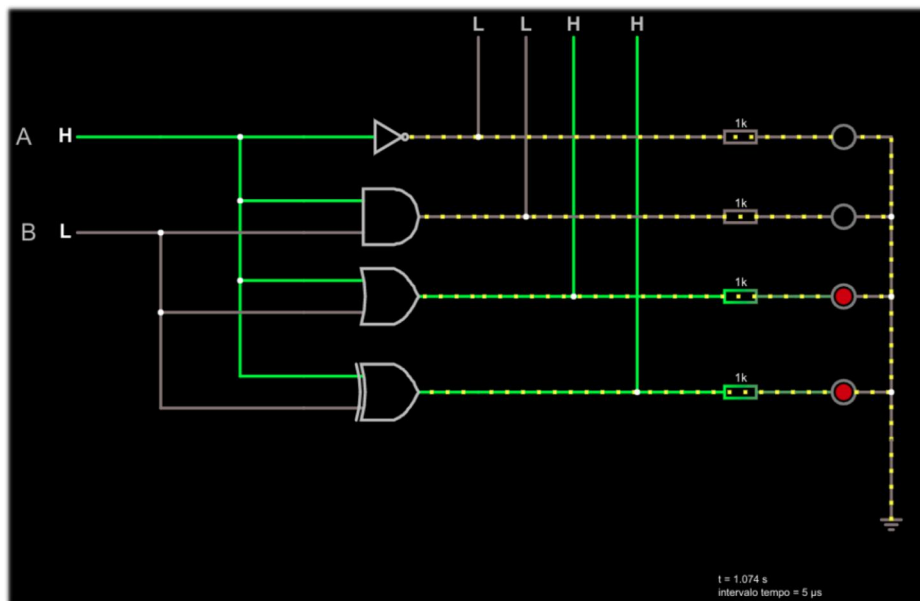 L L H H
A H
1k
B L
1k
1k
1k
t = 1.074 s
intervalo tempo = 5 µs